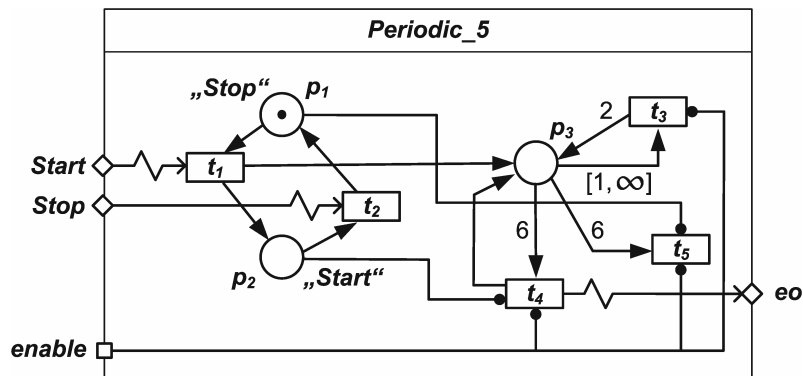 Periodic_5
„Stop“ p1
2 t3
p3
Start t1
[1, ∞]
Stop t2
6 6 t5
p2 „Start“
t4 eo
enable